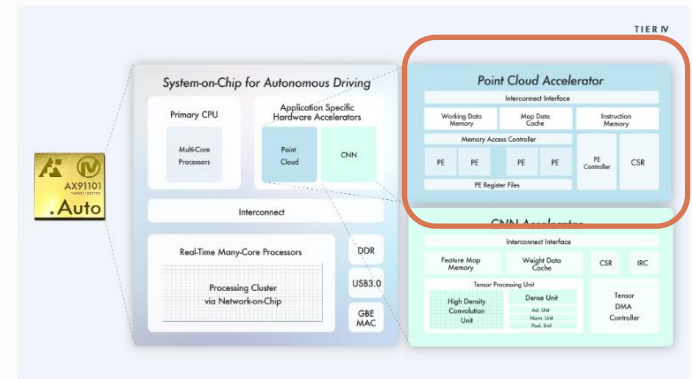 TIER IV
AX91101
.Auto
System-on-Chip for Autonomous Driving
Primary CPU
Multi-Core
Processors
Application Specific
Hardware Accelerators
Point
Cloud
CNN
Interconnect
Real-Time Many-Core Processors
Processing Cluster
via Network-on-Chip
DDR
USB3.0
GBE
MAC
Point Cloud Accelerator
Interconnect Interface
Working Data
Memory
Map Data
Cache
Instruction
Memory
Memory Access Controller
PE
PE
PE
PE
PE
Controller
CSR
PE Register Files
CNN Accelerator
Interconnect Interface
Feature Map
Memory
Weight Data
Cache
CSR
IRC
Tensor Processing Unit
High Density
Convolution
Unit
Dense Unit
Act. Unit
Norm. Unit
Pool. Unit
Tensor
DMA
Controller